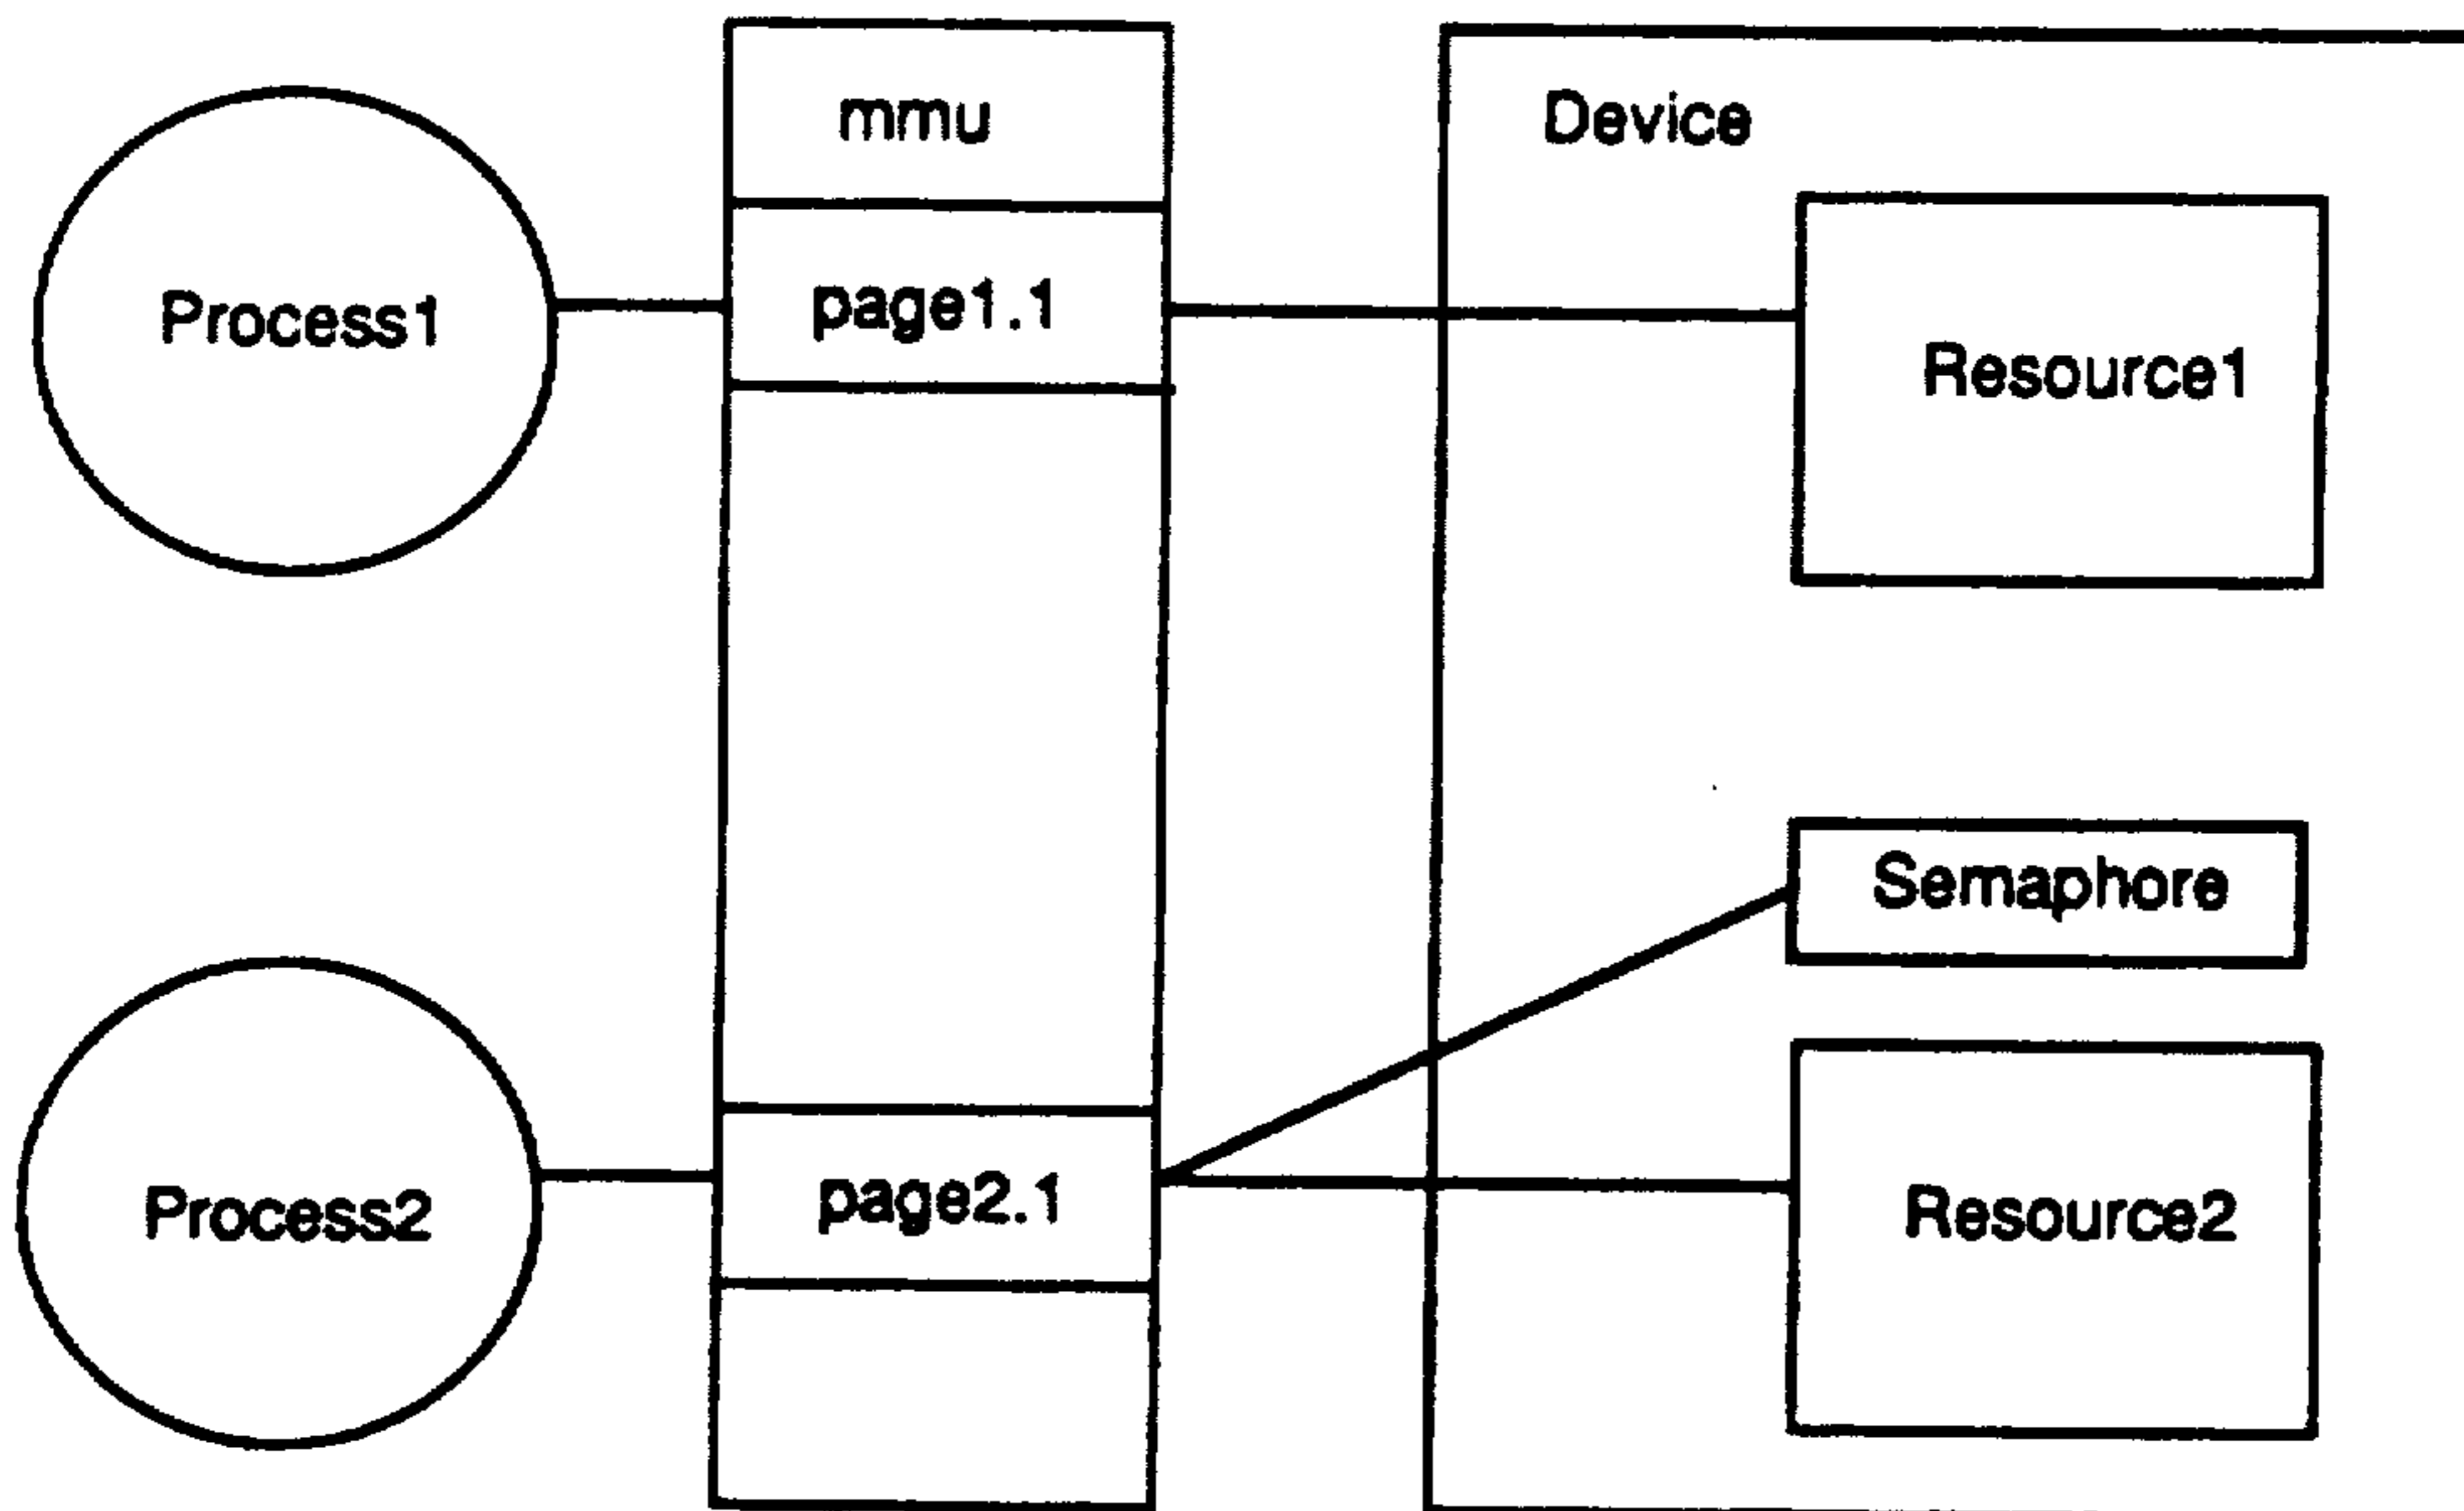 mmu
Device
page1.1
Process1
Resource1
Semaphore
page2.1
Process2
Resource2